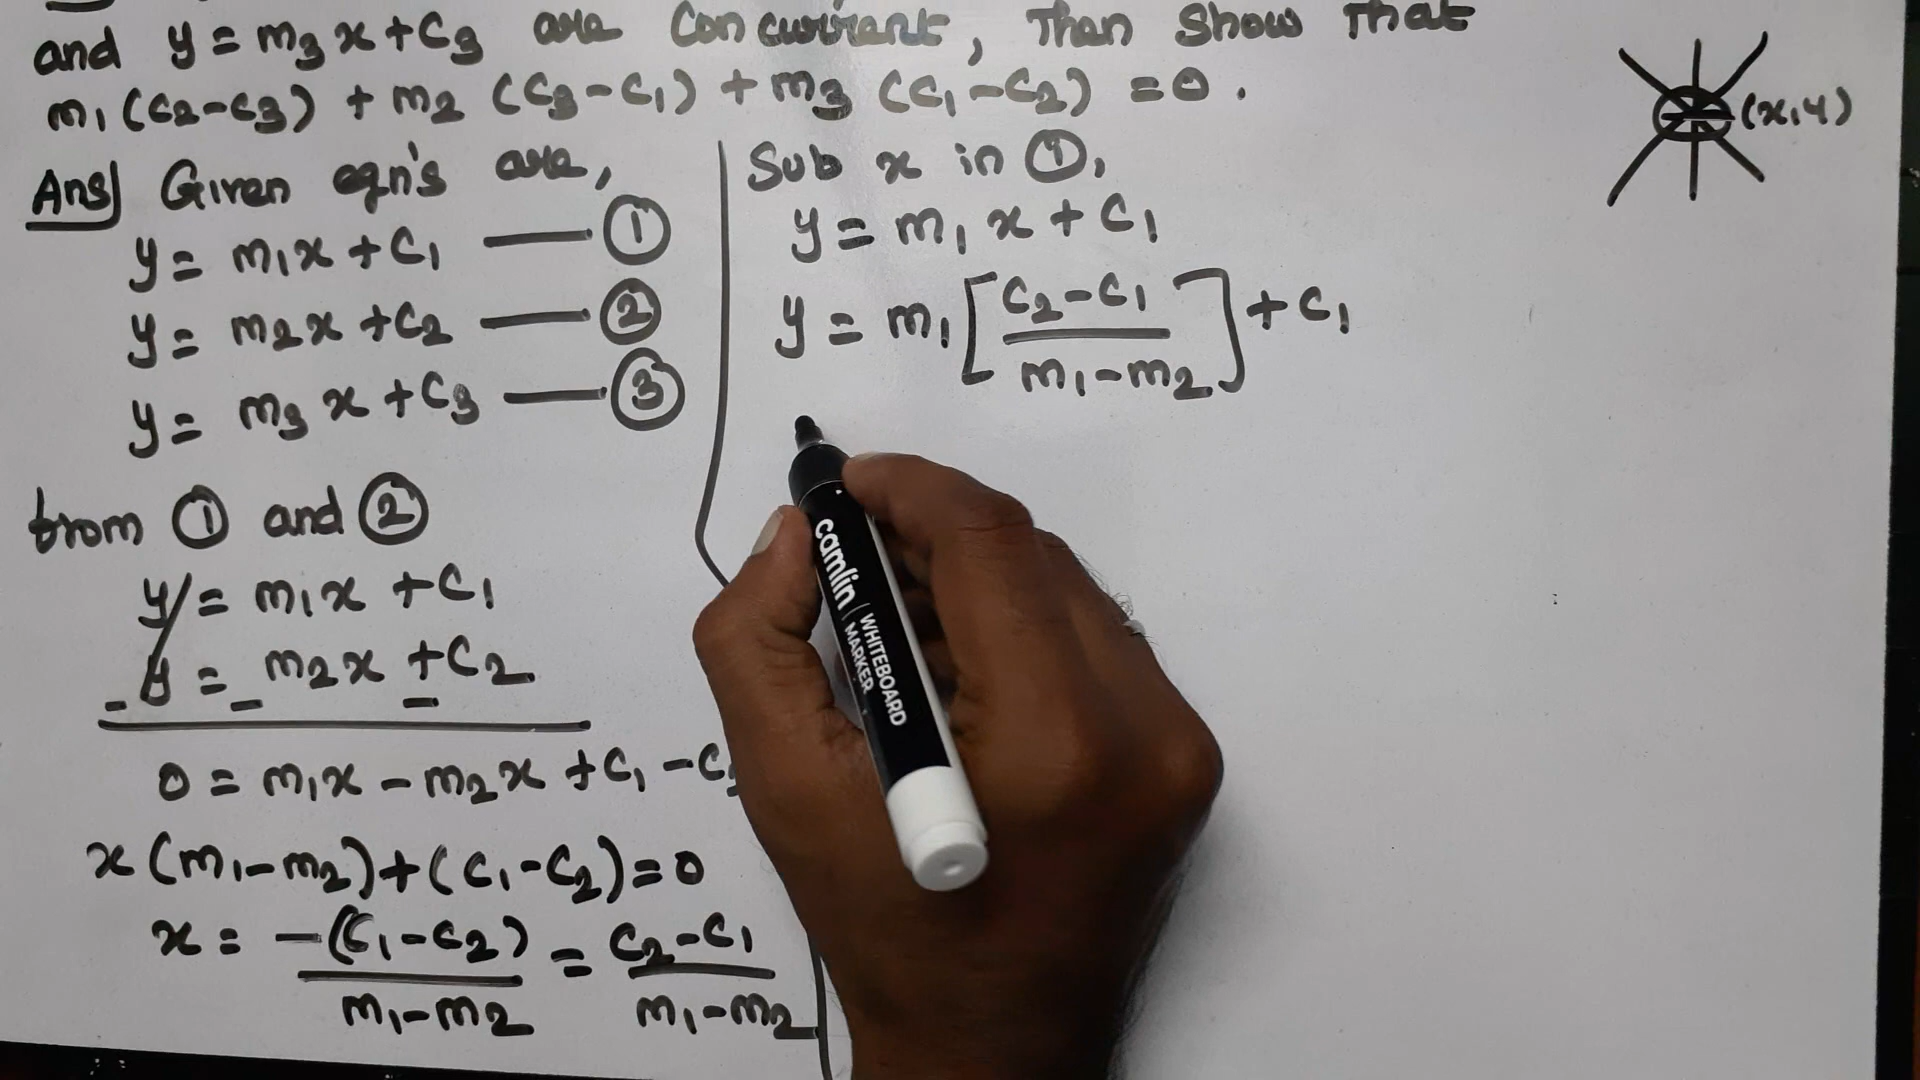 and y = m₃x + c₃ are concurrent, then show that
m₁(c₂-c₃) + m₂(c₃-c₁) + m₃(c₁-c₂) = 0.
Ans] Given eqn's are,
y = m₁x + c₁ —— ①
y = m₂x + c₂ —— ②
y = m₃x + c₃ —— ③
from ① and ②
y = m₁x + c₁
y = m₂x + c₂
- - -
0 = m₁x - m₂x + c₁ - c₂
x(m₁-m₂) + (c₁-c₂) = 0
x = -(c₁-c₂) / m₁-m₂ = c₂-c₁ / m₁-m₂
Sub x in ①,
y = m₁x + c₁
y = m₁[c₂-c₁ / m₁-m₂] + c₁
(x,y)
camlin WHITEBOARD
MARKER